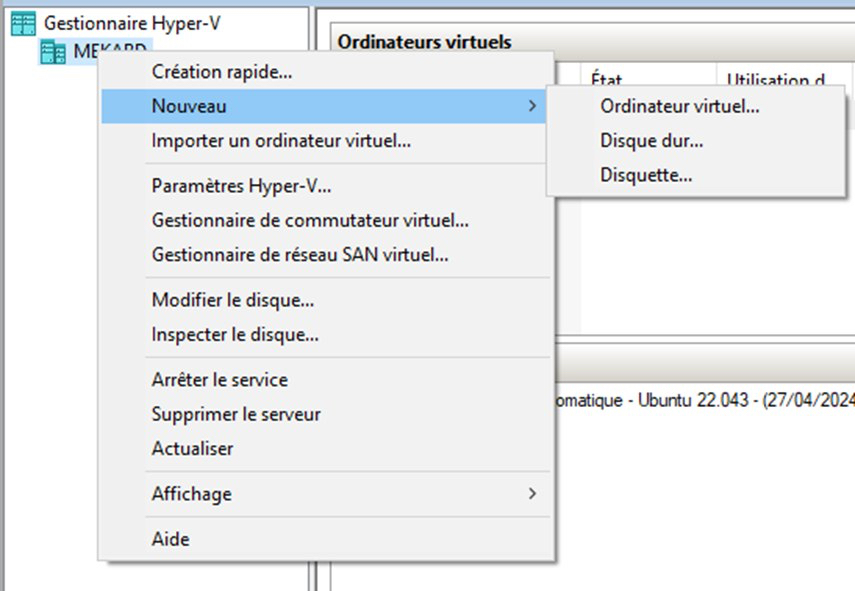 Gestionnaire Hyper-V
MEKARD
Ordinateurs virtuels
État
Utilisation d
Création rapide...
Nouveau
Importer un ordinateur virtuel...
Paramètres Hyper-V...
Gestionnaire de commutateur virtuel...
Gestionnaire de réseau SAN virtuel...
Modifier le disque...
Inspecter le disque...
Arrêter le service
Supprimer le serveur
Actualiser
Affichage
Aide
Ordinateur virtuel...
Disque dur...
Disquette...
omatique - Ubuntu 22.043 - (27/04/2024